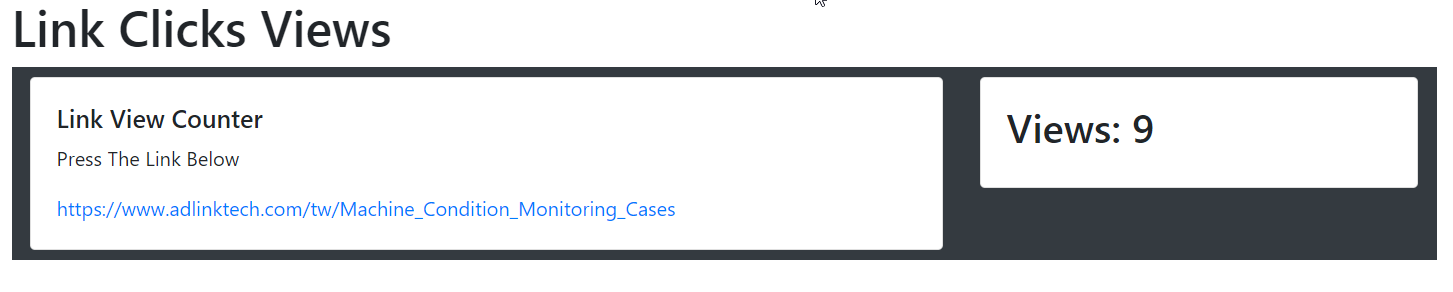 Link Clicks Views
Link View Counter
Press The Link Below
https://www.adlinktech.com/tw/Machine_Condition_Monitoring_Cases
Views: 9